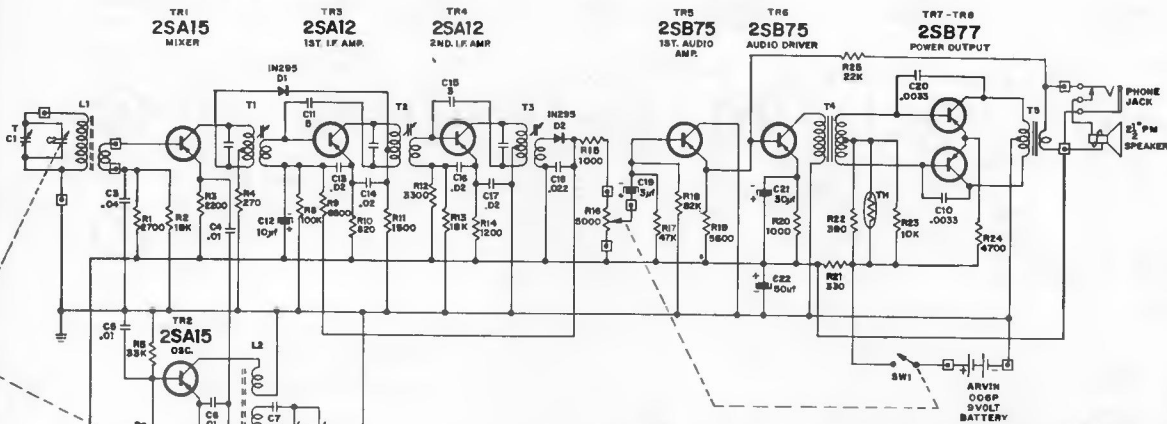 TR1
2SA15
MIXER
TR3
2SA12
1ST. I.F. AMP.
TR4
2SA12
2ND. I.F. AMP.
TR5
2SB75
1ST. AUDIO
AMP.
TR6
2SB75
AUDIO DRIVER
TR7-TR8
2SB77
POWER OUTPUT
L1
C1
T
IN295
D1
T1
C11
5
T2
C15
3
T3
IN295
D2
R15
1000
R25
22K
T4
C20
.0033
T5
PHONE
JACK
SPEAKER
C3
.04
R1
2700
R2
18K
R3
2200
C4
.01
R4
270
C12
10µf
R8
100K
R9
6800
C13
.02
C14
.02
R10
820
R11
1500
R12
3300
C16
.02
R13
18K
R14
1200
C17
.02
C18
.022
R16
5000
C19
3µf
R17
47K
R18
82K
R19
5600
C21
30µf
R20
1000
C22
50µf
R21
330
R22
390
TH
R23
10K
C10
.0033
R24
4700
C5
.01
R5
33K
TR2
2SA15
OSC.
L2
C6
.01
C7
SW1
ARVIN
006P
9VOLT
BATTERY